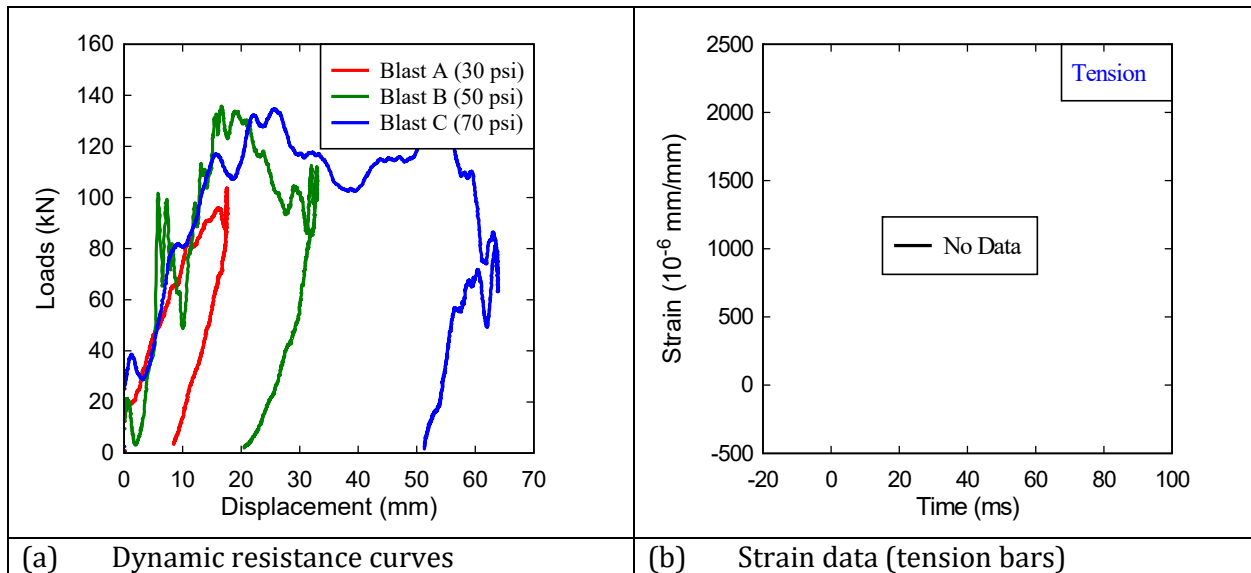 160
140
120
100
80
60
40
20
0
Loads (kN)
0 10 20 30 40 50 60 70
Displacement (mm)
Blast A (30 psi)
Blast B (50 psi)
Blast C (70 psi)
(a) Dynamic resistance curves
2500
2000
1500
1000
500
0
-500
Strain (10⁻⁶ mm/mm)
-20 0 20 40 60 80 100
Time (ms)
Tension
No Data
(b) Strain data (tension bars)